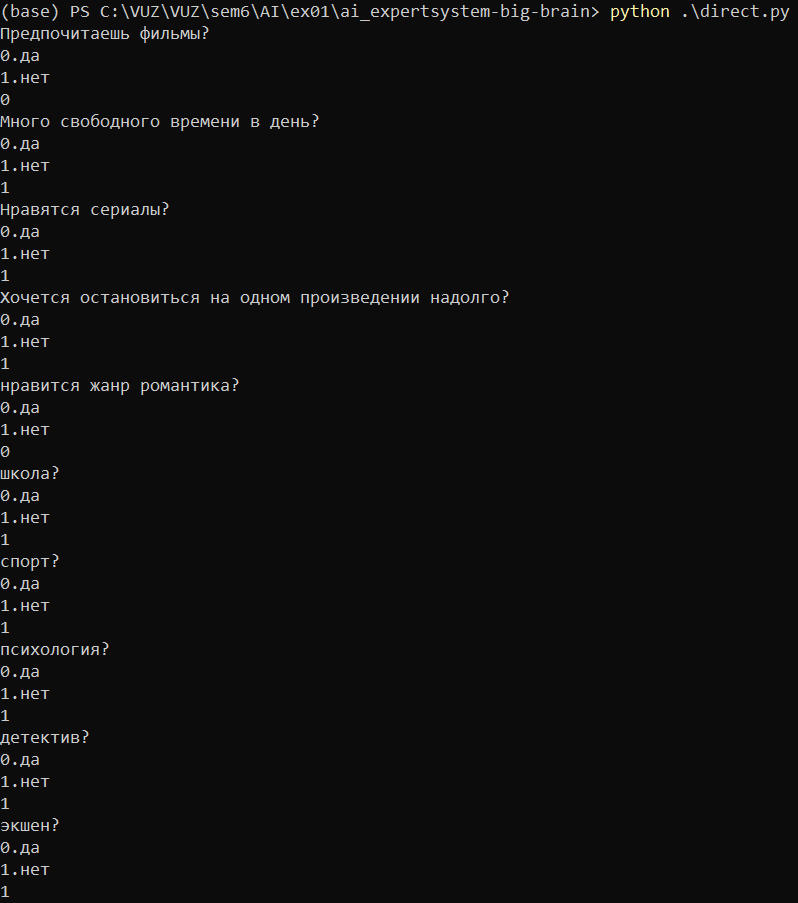 (base) PS C:\VUZ\VUZ\sem6\AI\ex01\ai_expertsystem-big-brain> python .\direct.py
Предпочитаешь фильмы?
0.да
1.нет
0
Много свободного времени в день?
0.да
1.нет
1
Нравятся сериалы?
0.да
1.нет
1
Хочется остановиться на одном произведении надолго?
0.да
1.нет
1
нравится жанр романтика?
0.да
1.нет
0
школа?
0.да
1.нет
1
спорт?
0.да
1.нет
1
психология?
0.да
1.нет
1
детектив?
0.да
1.нет
1
экшен?
0.да
1.нет
1